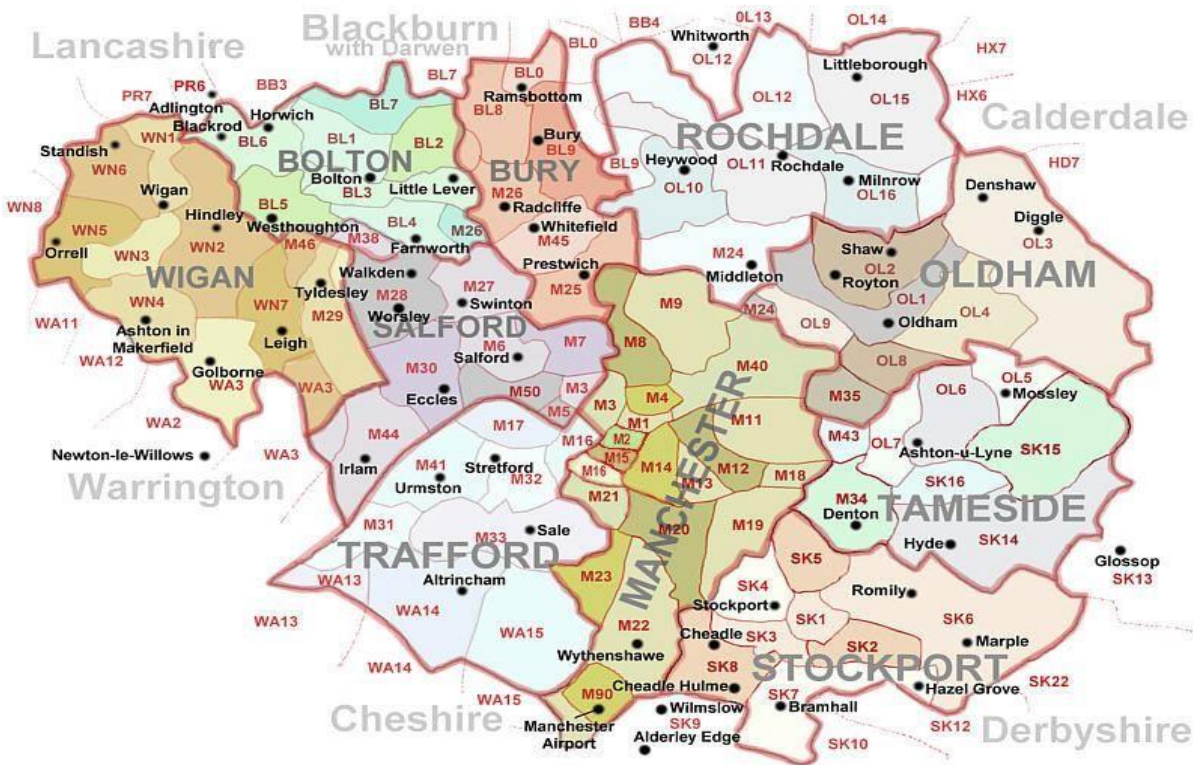 Lancashire
Blackburn
with Darwen
BB4
0L13
OL14
Whitworth
OL12
BL0
HX7
PR6
BB3
BL7
BL0
Ramsbottom
Littleborough
PR7
Adlington
Blackrod
Horwich
BL7
BL8
OL12
OL15
HX6
Calderdale
Standish
WN1
BL6
BL1
BL2
Bury
BL9
ROCHDALE
WN6
BOLTON
BURY
BL9
Heywood
OL11
Rochdale
HD7
Wigan
Bolton
BL3
Little Lever
M26
OL10
Milnrow
OL16
Denshaw
WN8
Hindley
BL5
Westhoughton
BL4
M26
Radcliffe
Whitefield
Diggle
OL3
WN5
Orrell
WN3
WN2
M46
M38
Farnworth
M45
M24
Middleton
Shaw
OL2
Royton
OLDHAM
WIGAN
Tyldesley
Walkden
M27
Prestwich
M25
WN4
WN7
M29
M28
Worsley
Swinton
M9
M24
OL9
OL1
Oldham
OL4
WA11
Ashton in
Makerfield
Leigh
SALFORD
M6
Salford
M7
M8
M40
OL8
WA12
Golborne
WA3
WA3
M30
Eccles
M50
M3
M5
M3
M4
M35
OL6
OL5
Mossley
WA2
M44
M17
M16
M1
M2
M11
M43
OL7
Ashton-u-Lyne
SK15
Newton-le-Willows
WA3
Irlam
M41
Urmston
Stretford
M32
M15
M16
M14
M13
M12
M18
SK16
Warrington
M21
MANCHESTER
M34
Denton
TAMESIDE
M31
M33
Sale
M20
M19
Hyde
SK14
TRAFFORD
Glossop
SK13
WA13
Altrincham
M23
SK5
SK4
Stockport
Romily
WA13
WA14
WA15
M22
Wythenshawe
Cheadle
SK3
SK1
SK2
SK6
Marple
WA14
SK8
STOCKPORT
WA15
M90
Cheadle Hulme
SK7
Bramhall
Hazel Grove
SK22
Cheshire
Manchester
Airport
Wilmslow
SK9
Alderley Edge
SK10
SK12
Derbyshire